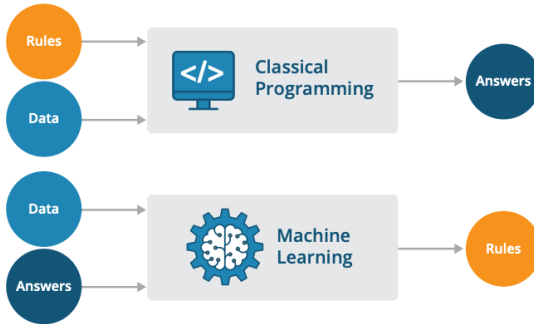 Rules
Data
</>
Classical
Programming
Answers
Data
Answers
Machine
Learning
Rules